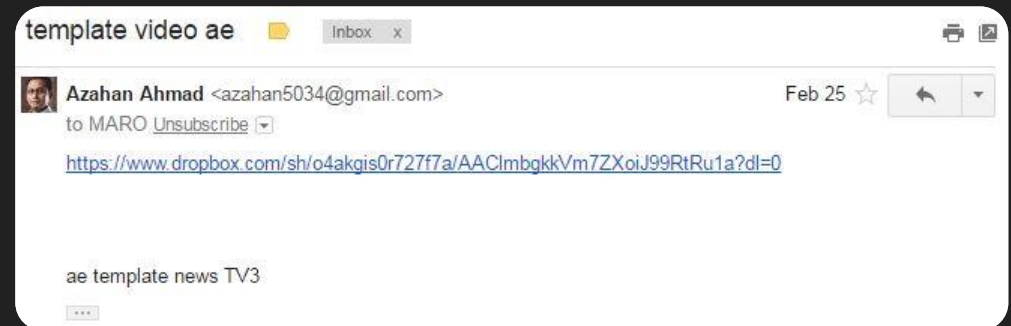 template video ae Inbox x
Azahan Ahmad <azahan5034@gmail.com> Feb 25
to MARO Unsubscribe
https://www.dropbox.com/sh/o4akgis0r727f7a/AAClmbgkkVm7ZXoiJ99RtRu1a?dl=0
ae template news TV3
...